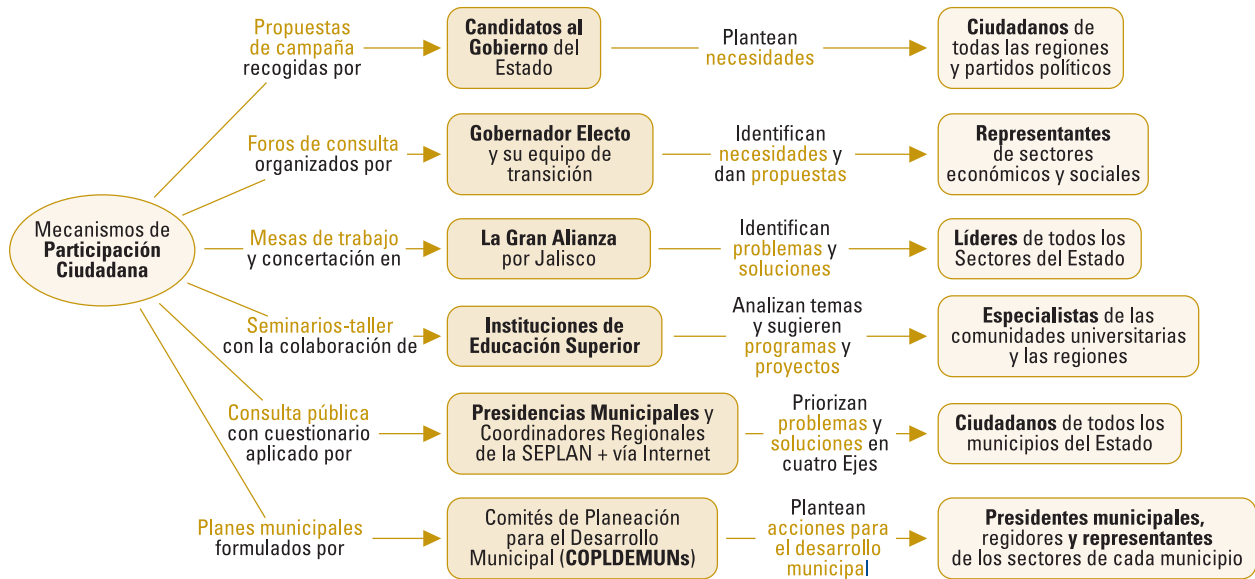 Mecanismos de
Participación
Ciudadana
Propuestas
de campaña
recogidas por
Candidatos al
Gobierno del
Estado
Plantean
necesidades
Ciudadanos de
todas las regiones
y partidos políticos
Foros de consulta
organizados por
Gobernador Electo
y su equipo de
transición
Identifican
necesidades y
dan propuestas
Representantes
de sectores
económicos y sociales
Mesas de trabajo
y concertación en
La Gran Alianza
por Jalisco
Identifican
problemas y
soluciones
Líderes de todos los
Sectores del Estado
Seminarios-taller
con la colaboración de
Instituciones de
Educación Superior
Analizan temas
y sugieren
programas y
proyectos
Especialistas de las
comunidades universitarias
y las regiones
Consulta pública
con cuestionario
aplicado por
Presidencias Municipales y
Coordinadores Regionales
de la SEPLAN + vía Internet
Priorizan
problemas y
soluciones en
cuatro Ejes
Ciudadanos de todos los
municipios del Estado
Planes municipales
formulados por
Comités de Planeación
para el Desarrollo
Municipal (COPLDEMUNs)
Plantean
acciones para
el desarrollo
municipal
Presidentes municipales,
regidores y representantes
de los sectores de cada municipio